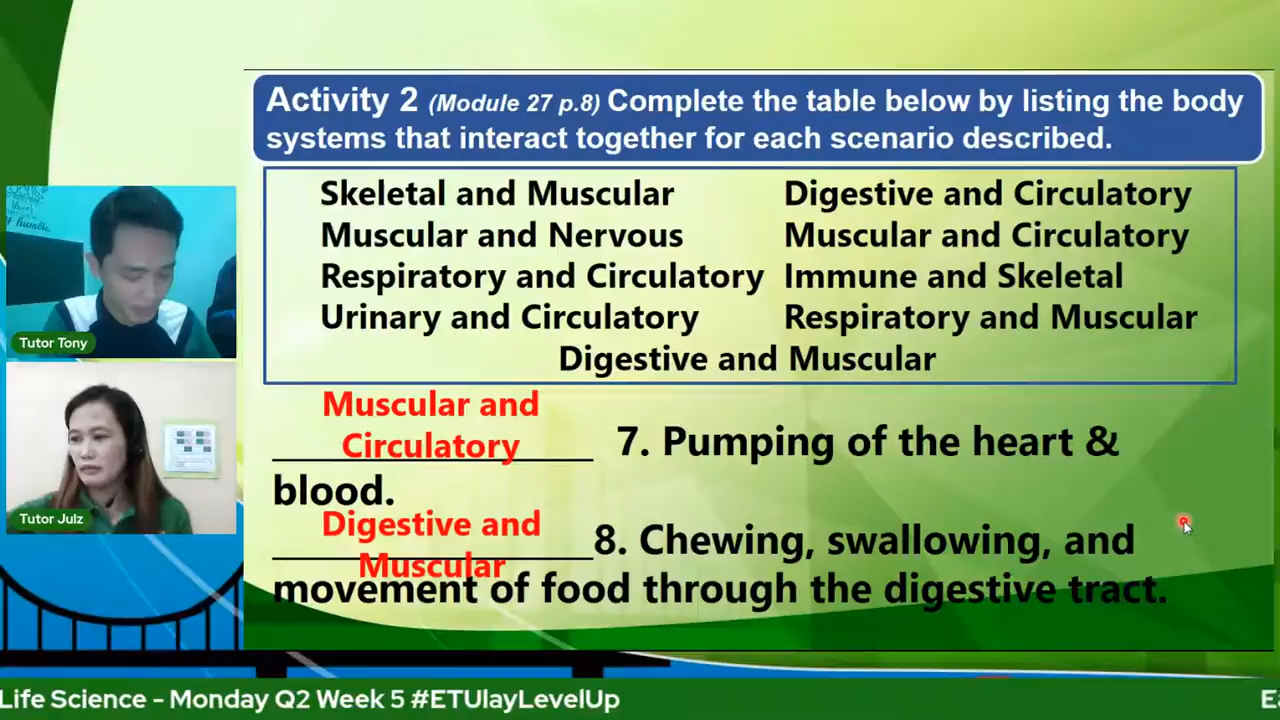 Activity 2 (Module 27 p.8) Complete the table below by listing the body
systems that interact together for each scenario described.
Skeletal and Muscular
Digestive and Circulatory
Muscular and Nervous
Muscular and Circulatory
Respiratory and Circulatory
Immune and Skeletal
Urinary and Circulatory
Respiratory and Muscular
Digestive and Muscular
Muscular and
Circulatory
7. Pumping of the heart &
blood.
Digestive and
Muscular
8. Chewing, swallowing, and
movement of food through the digestive tract.
Tutor Tony
Tutor Julz
Life Science - Monday Q2 Week 5 #ETUlayLevelUp